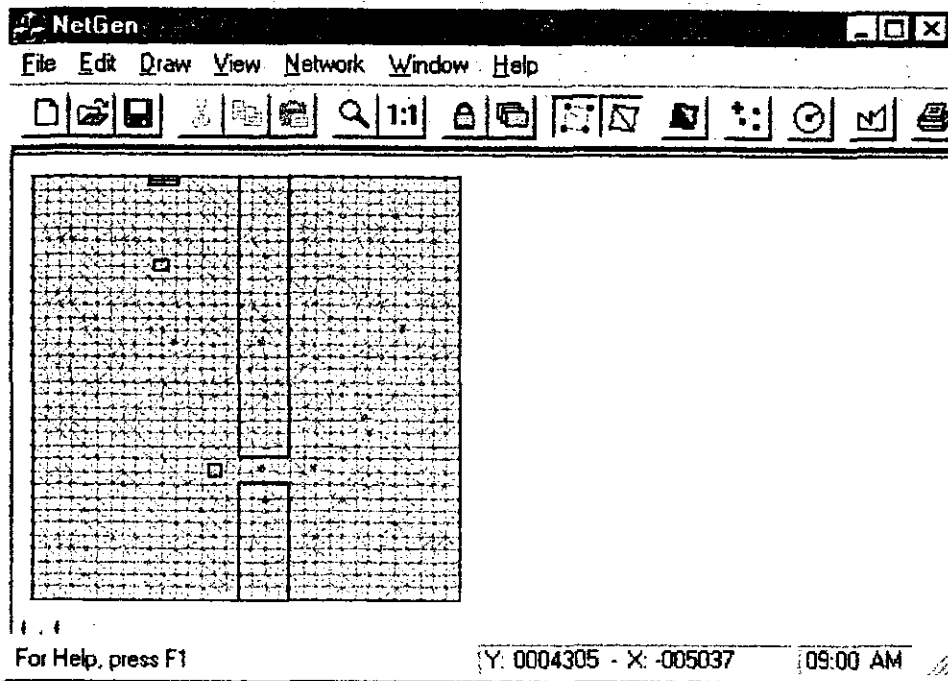 NetGen
File Edit Draw View Network Window Help
1:1
For Help, press F1 Y: 0004305 - X: -005037 09:00 AM